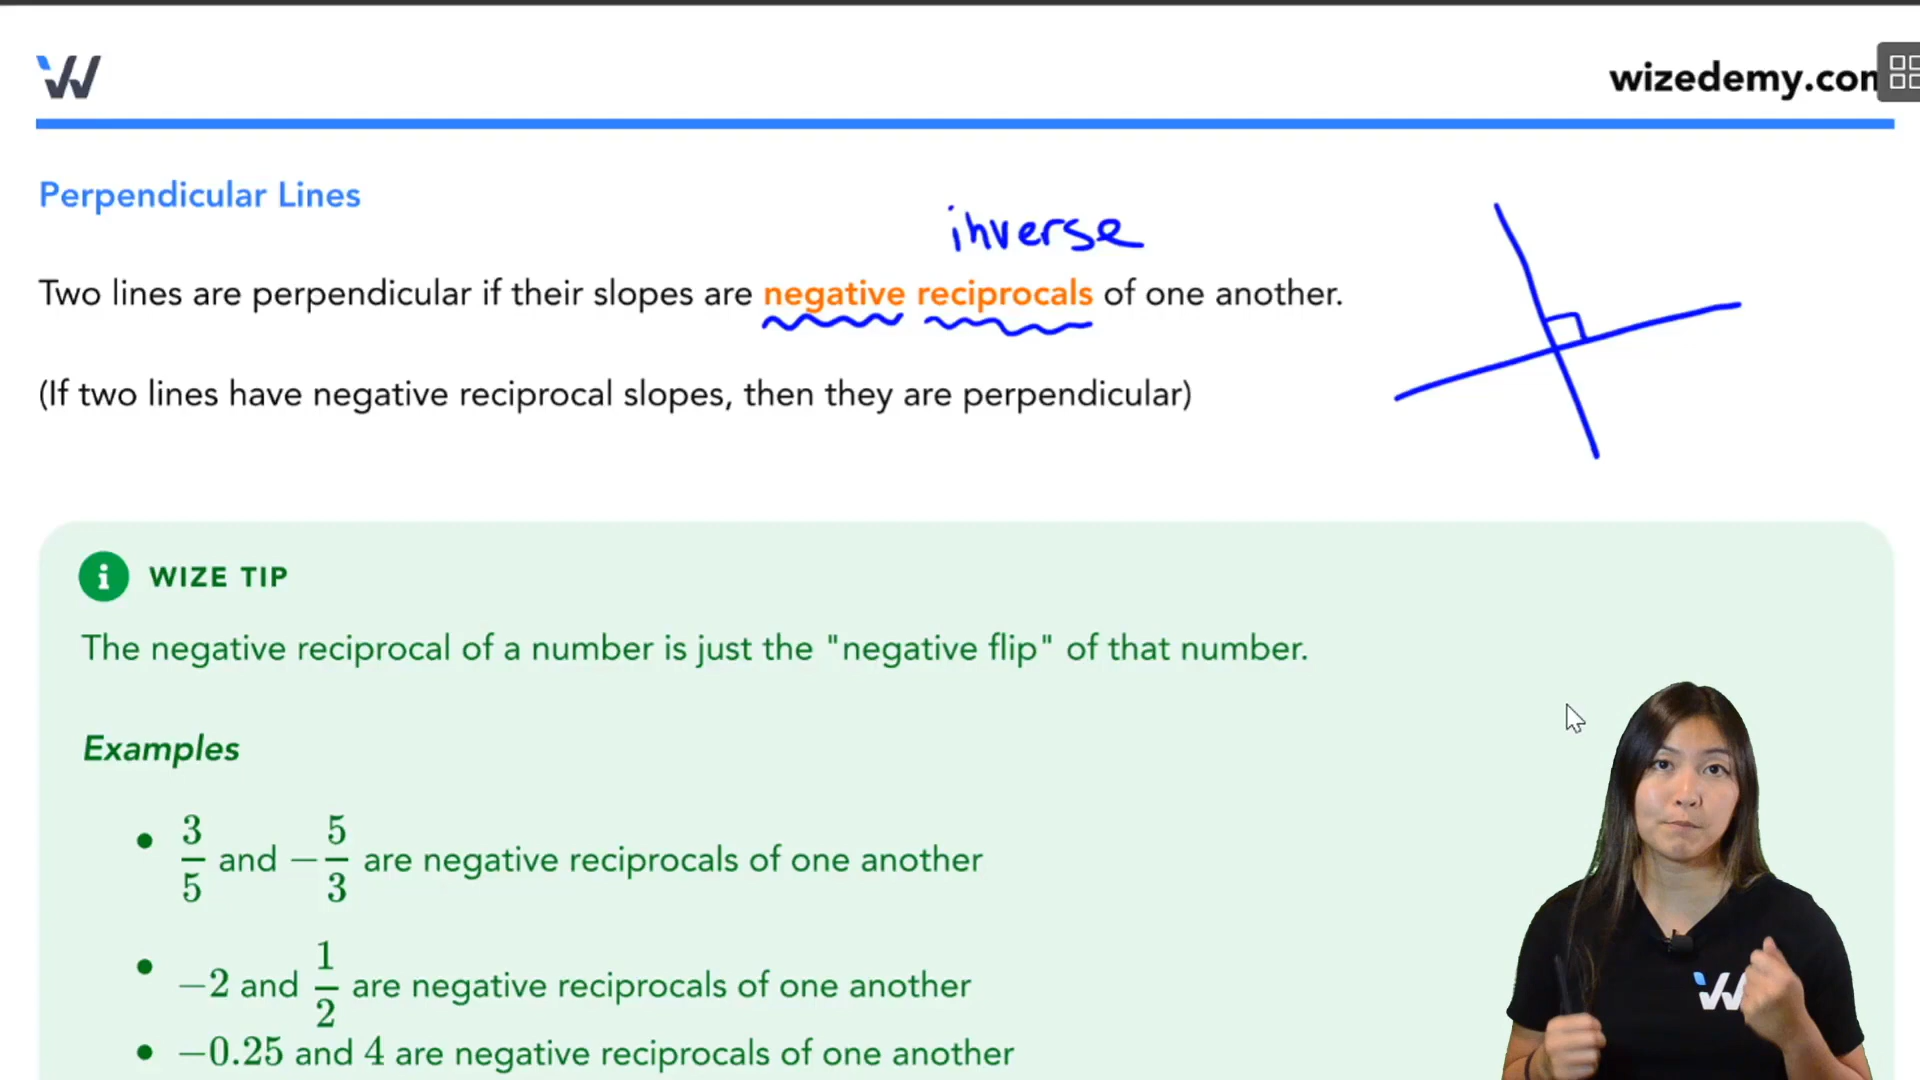 W
wizedemy.com
Perpendicular Lines
inverse
Two lines are perpendicular if their slopes are negative reciprocals of one another.
(If two lines have negative reciprocal slopes, then they are perpendicular)
i WIZE TIP
The negative reciprocal of a number is just the "negative flip" of that number.
Examples
• 3/5 and −5/3 are negative reciprocals of one another
• −2 and 1/2 are negative reciprocals of one another
• −0.25 and 4 are negative reciprocals of one another
W